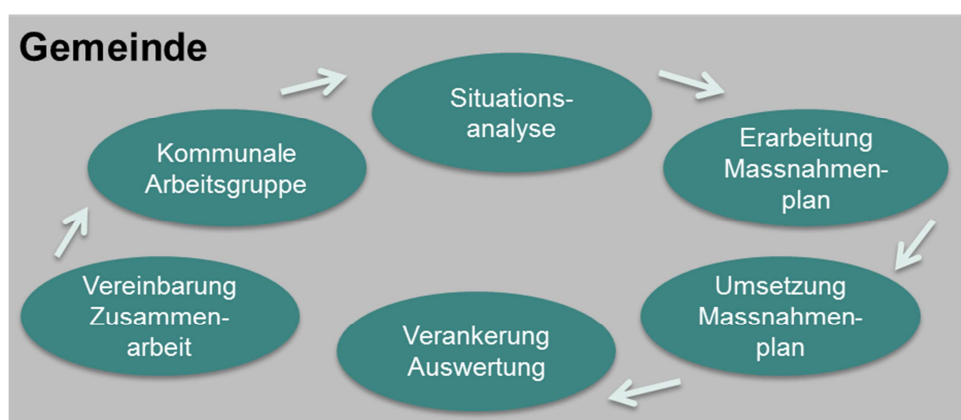 Gemeinde
Situations-
analyse
Kommunale
Arbeitsgruppe
Erarbeitung
Massnahmen-
plan
Vereinbarung
Zusammen-
arbeit
Umsetzung
Massnahmen-
plan
Verankerung
Auswertung